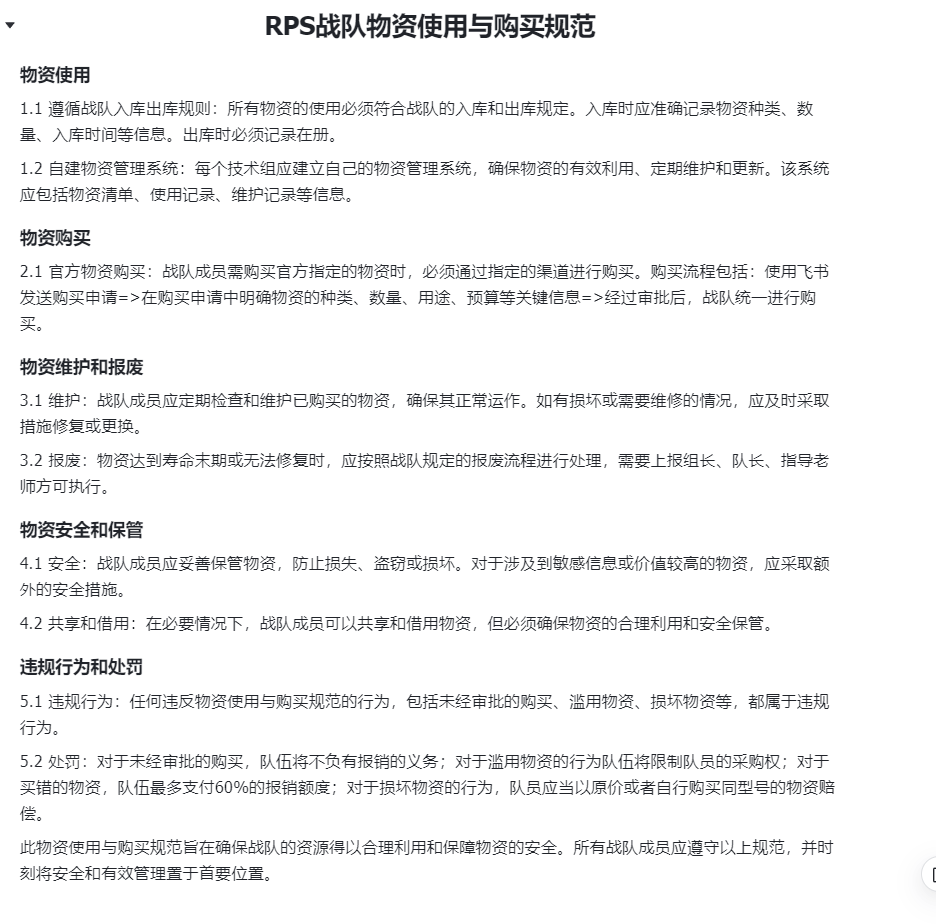 RPS战队物资使用与购买规范
物资使用
1.1 遵循战队入库出库规则：所有物资的使用必须符合战队的入库和出库规定。入库时应准确记录物资种类、数
量、入库时间等信息。出库时必须记录在册。
1.2 自建物资管理系统：每个技术组应建立自己的物资管理系统，确保物资的有效利用、定期维护和更新。该系统
应包括物资清单、使用记录、维护记录等信息。
物资购买
2.1 官方物资购买：战队成员需购买官方指定的物资时，必须通过指定的渠道进行购买。购买流程包括：使用飞书
发送购买申请=>在购买申请中明确物资的种类、数量、用途、预算等关键信息=>经过审批后，战队统一进行购
买。
物资维护和报废
3.1 维护：战队成员应定期检查和维护已购买的物资，确保其正常运作。如有损坏或需要维修的情况，应及时采取
措施修复或更换。
3.2 报废：物资达到寿命末期或无法修复时，应按照战队规定的报废流程进行处理，需要上报组长、队长、指导老
师方可执行。
物资安全和保管
4.1 安全：战队成员应妥善保管物资，防止损失、盗窃或损坏。对于涉及到敏感信息或价值较高的物资，应采取额
外的安全措施。
4.2 共享和借用：在必要情况下，战队成员可以共享和借用物资，但必须确保物资的合理利用和安全保管。
违规行为和处罚
5.1 违规行为：任何违反物资使用与购买规范的行为，包括未经审批的购买、滥用物资、损坏物资等，都属于违规
行为。
5.2 处罚：对于未经审批的购买，队伍将不负有报销的义务；对于滥用物资的行为队伍将限制队员的采购权；对于
买错的物资，队伍最多支付60%的报销额度；对于损坏物资的行为，队员应当以原价或者自行购买同型号的物资赔
偿。
此物资使用与购买规范旨在确保战队的资源得以合理利用和保障物资的安全。所有战队成员应遵守以上规范，并时
刻将安全和有效管理置于首要位置。